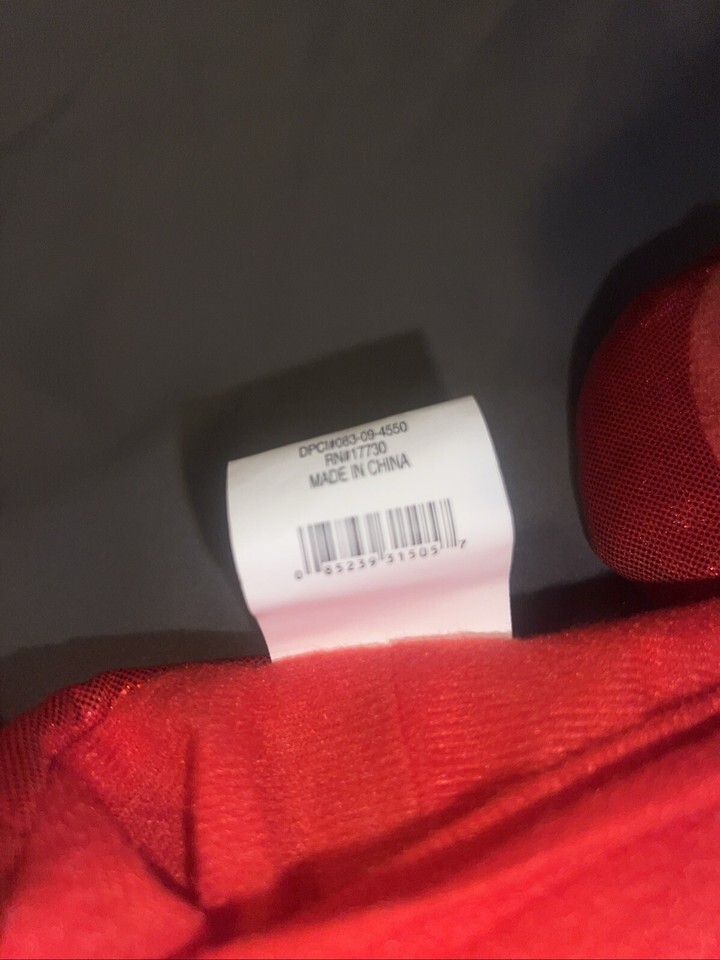 DPCI#083-09-4550
RN#17730
MADE IN CHINA
0 85239 31505 7